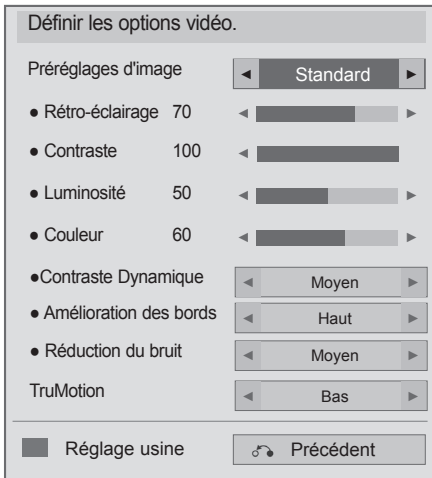 Définir les options vidéo.
Préréglages d'image ◄ Standard ►
● Rétro-éclairage 70 ◄ ►
● Contraste 100 ◄
● Luminosité 50 ◄ ►
● Couleur 60 ◄ ►
●Contraste Dynamique ◄ Moyen ►
● Amélioration des bords ◄ Haut ►
● Réduction du bruit ◄ Moyen ►
TruMotion ◄ Bas ►
Réglage usine Précédent